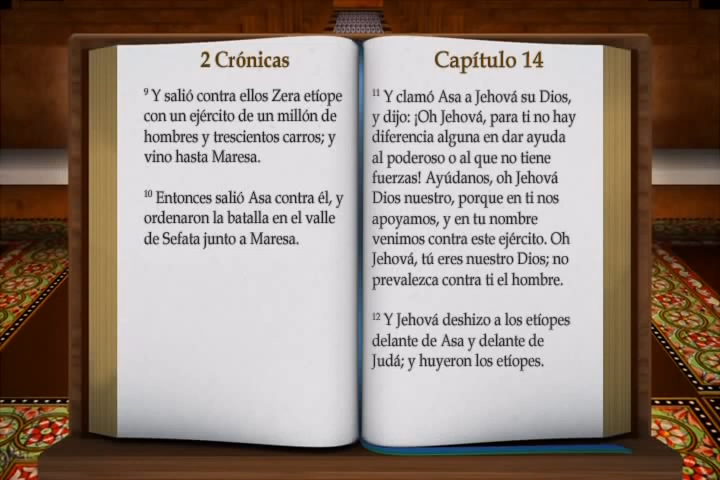 2 Crónicas
9 Y salió contra ellos Zera etíope
con un ejército de un millón de
hombres y trescientos carros; y
vino hasta Maresa.
10 Entonces salió Asa contra él, y
ordenaron la batalla en el valle
de Sefata junto a Maresa.
Capítulo 14
11 Y clamó Asa a Jehová su Dios,
y dijo: ¡Oh Jehová, para ti no hay
diferencia alguna en dar ayuda
al poderoso o al que no tiene
fuerzas! Ayúdanos, oh Jehová
Dios nuestro, porque en ti nos
apoyamos, y en tu nombre
venimos contra este ejército. Oh
Jehová, tú eres nuestro Dios; no
prevalezca contra ti el hombre.
12 Y Jehová deshizo a los etíopes
delante de Asa y delante de
Judá; y huyeron los etíopes.